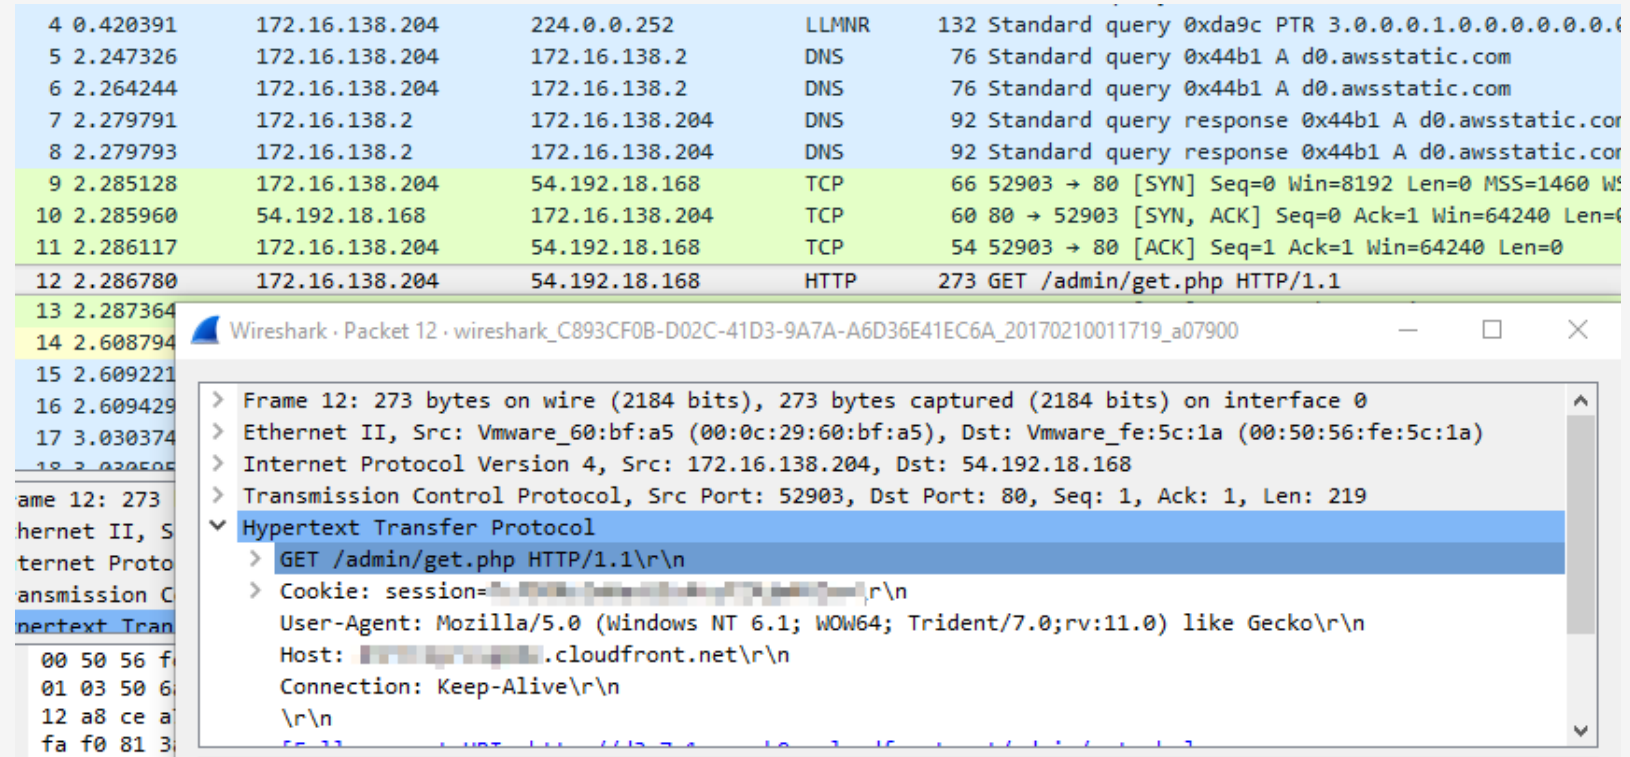 4 0.420391 172.16.138.204 224.0.0.252 LLMNR 132 Standard query 0xda9c PTR 3.0.0.0.1.0.0.0.0.0.0.
5 2.247326 172.16.138.204 172.16.138.2 DNS 76 Standard query 0x44b1 A d0.awsstatic.com
6 2.264244 172.16.138.204 172.16.138.2 DNS 76 Standard query 0x44b1 A d0.awsstatic.com
7 2.279791 172.16.138.2 172.16.138.204 DNS 92 Standard query response 0x44b1 A d0.awsstatic.com
8 2.279793 172.16.138.2 172.16.138.204 DNS 92 Standard query response 0x44b1 A d0.awsstatic.com
9 2.285128 172.16.138.204 54.192.18.168 TCP 66 52903 → 80 [SYN] Seq=0 Win=8192 Len=0 MSS=1460 WS
10 2.285960 54.192.18.168 172.16.138.204 TCP 60 80 → 52903 [SYN, ACK] Seq=0 Ack=1 Win=64240 Len=0
11 2.286117 172.16.138.204 54.192.18.168 TCP 54 52903 → 80 [ACK] Seq=1 Ack=1 Win=64240 Len=0
12 2.286780 172.16.138.204 54.192.18.168 HTTP 273 GET /admin/get.php HTTP/1.1
13 2.287364
14 2.608794
15 2.609221
16 2.609429
17 3.030374
Wireshark · Packet 12 · wireshark_C893CF0B-D02C-41D3-9A7A-A6D36E41EC6A_20170210011719_a07900
Frame 12: 273 bytes on wire (2184 bits), 273 bytes captured (2184 bits) on interface 0
Ethernet II, Src: Vmware_60:bf:a5 (00:0c:29:60:bf:a5), Dst: Vmware_fe:5c:1a (00:50:56:fe:5c:1a)
Internet Protocol Version 4, Src: 172.16.138.204, Dst: 54.192.18.168
Transmission Control Protocol, Src Port: 52903, Dst Port: 80, Seq: 1, Ack: 1, Len: 219
Hypertext Transfer Protocol
GET /admin/get.php HTTP/1.1\r\n
Cookie: session= \r\n
User-Agent: Mozilla/5.0 (Windows NT 6.1; WOW64; Trident/7.0;rv:11.0) like Gecko\r\n
Host: .cloudfront.net\r\n
Connection: Keep-Alive\r\n
\r\n
ame 12: 273
hernet II, S
ternet Proto
ansmission C
pertext Tran
00 50 56 f
01 03 50 6
12 a8 ce a
fa f0 81 3